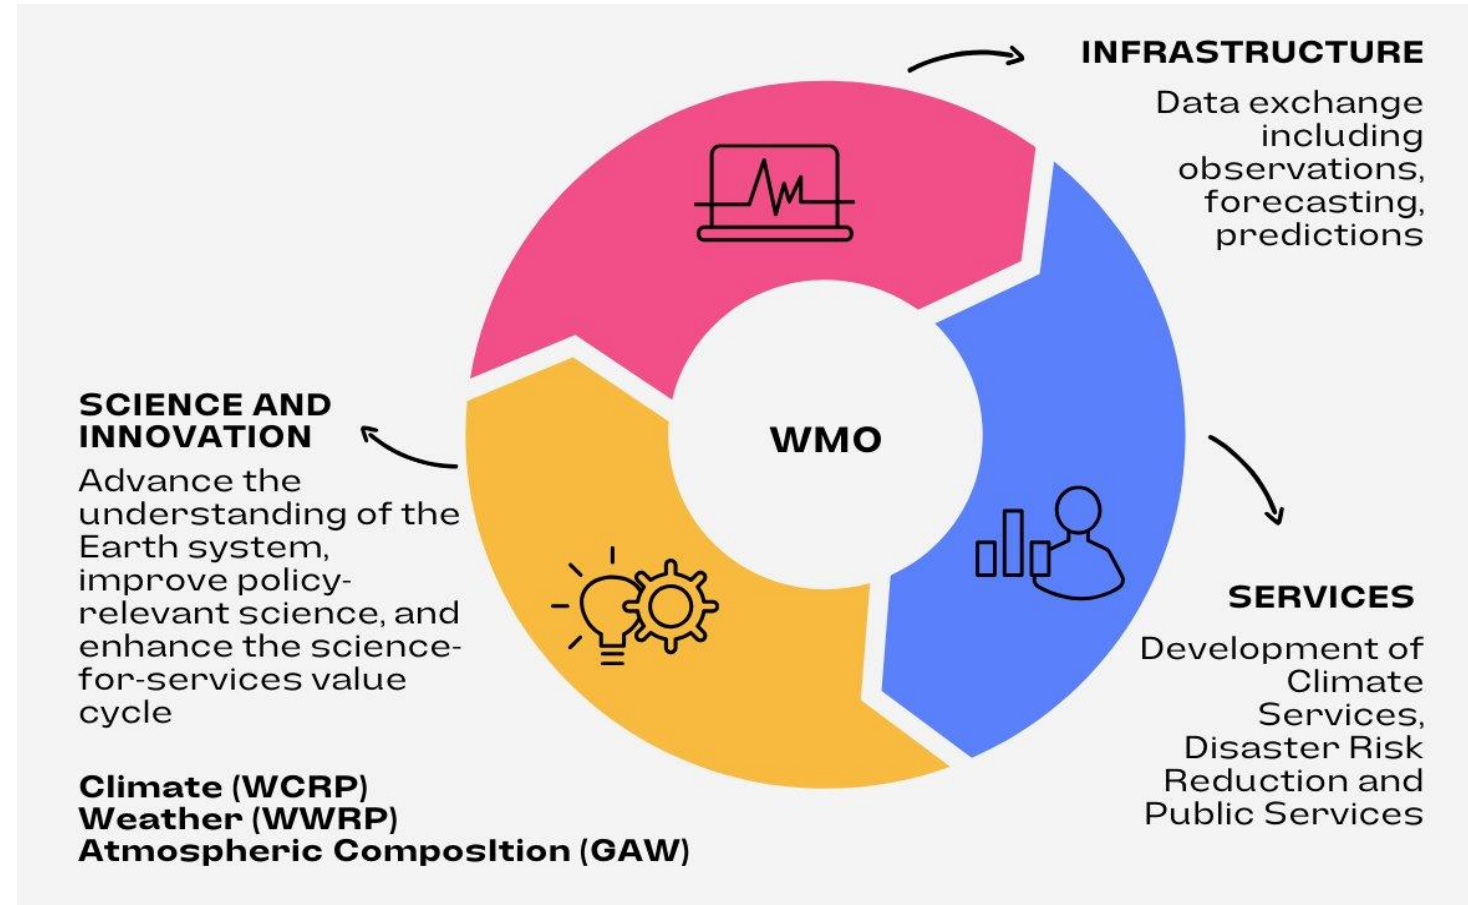 INFRASTRUCTURE
Data exchange
including
observations,
forecasting,
predictions
WMO
SCIENCE AND
INNOVATION
Advance the
understanding of the
Earth system,
improve policy-
relevant science, and
enhance the science-
for-services value
cycle
Climate (WCRP)
Weather (WWRP)
Atmospheric ComposItion (GAW)
SERVICES
Development of
Climate
Services,
Disaster Risk
Reduction and
Public Services